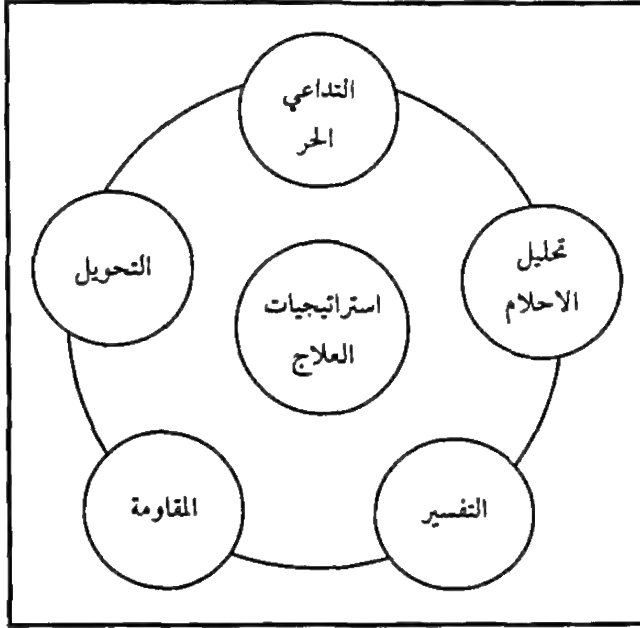 التداعي
الحر
تحليل
الاحلام
التحويل
استراتيجيات
العلاج
المقاومة
التفسير